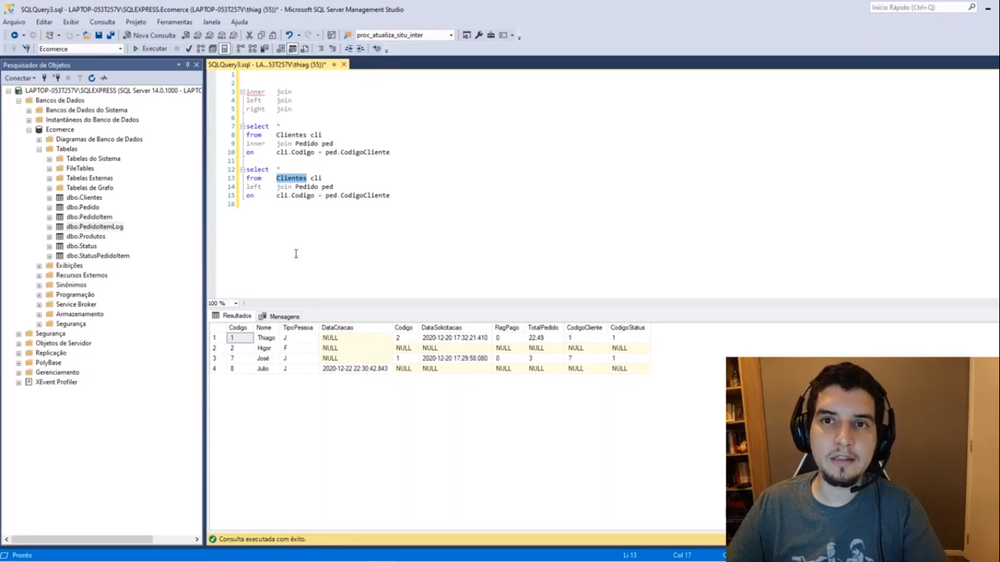 SQLQuery3.sql - LAPTOP-053T257V\SQLEXPRESS.Ecomerce (LAPTOP-053T257V\thiag (55))* - Microsoft SQL Server Management Studio
Início Rápido (Ctrl+Q)
Arquivo Editar Exibir Consulta Projeto Ferramentas Janela Ajuda
Nova Consulta proc_atualiza_situ_inter
Ecomerce Executar
Pesquisador de Objetos
SQLQuery3.sql - LA...53T257V\thiag (55))*
Conectar
LAPTOP-053T257V\SQLEXPRESS (SQL Server 14.0.1000 - LAPTC
Bancos de Dados
Bancos de Dados do Sistema
Instantâneos do Banco de Dados
Ecomerce
Diagramas de Banco de Dados
Tabelas
Tabelas do Sistema
FileTables
Tabelas Externas
Tabelas de Grafo
dbo.Clientes
dbo.Pedido
dbo.PedidoItem
dbo.PedidoItemLog
dbo.Produtos
dbo.Status
dbo.StatusPedidoItem
Exibições
Recursos Externos
Sinônimos
Programação
Service Broker
Armazenamento
Segurança
Segurança
Objetos de Servidor
Replicação
PolyBase
Gerenciamento
XEvent Profiler
1
2
3 inner join
4 left join
5 right join
6
7 select *
8 from Clientes cli
9 inner join Pedido ped
10 on cli.Codigo = ped.CodigoCliente
11
12 select *
13 from Clientes cli
14 left join Pedido ped
15 on cli.Codigo = ped.CodigoCliente
16
100 %
Resultados Mensagens
Codigo Nome TipoPessoa DataCriacao Codigo DataSolicitacao FlagPago TotalPedido CodigoCliente CodigoStatus
1 1 Thiago J NULL 2 2020-12-20 17:32:21.410 0 22.49 1 1
2 2 Higor F NULL NULL NULL NULL NULL NULL NULL
3 7 José J NULL 1 2020-12-20 17:29:58.080 0 3 7 1
4 8 Julio J 2020-12-22 22:30:42.843 NULL NULL NULL NULL NULL NULL
Consulta executada com êxito.
Pronto Li 13 Col 17